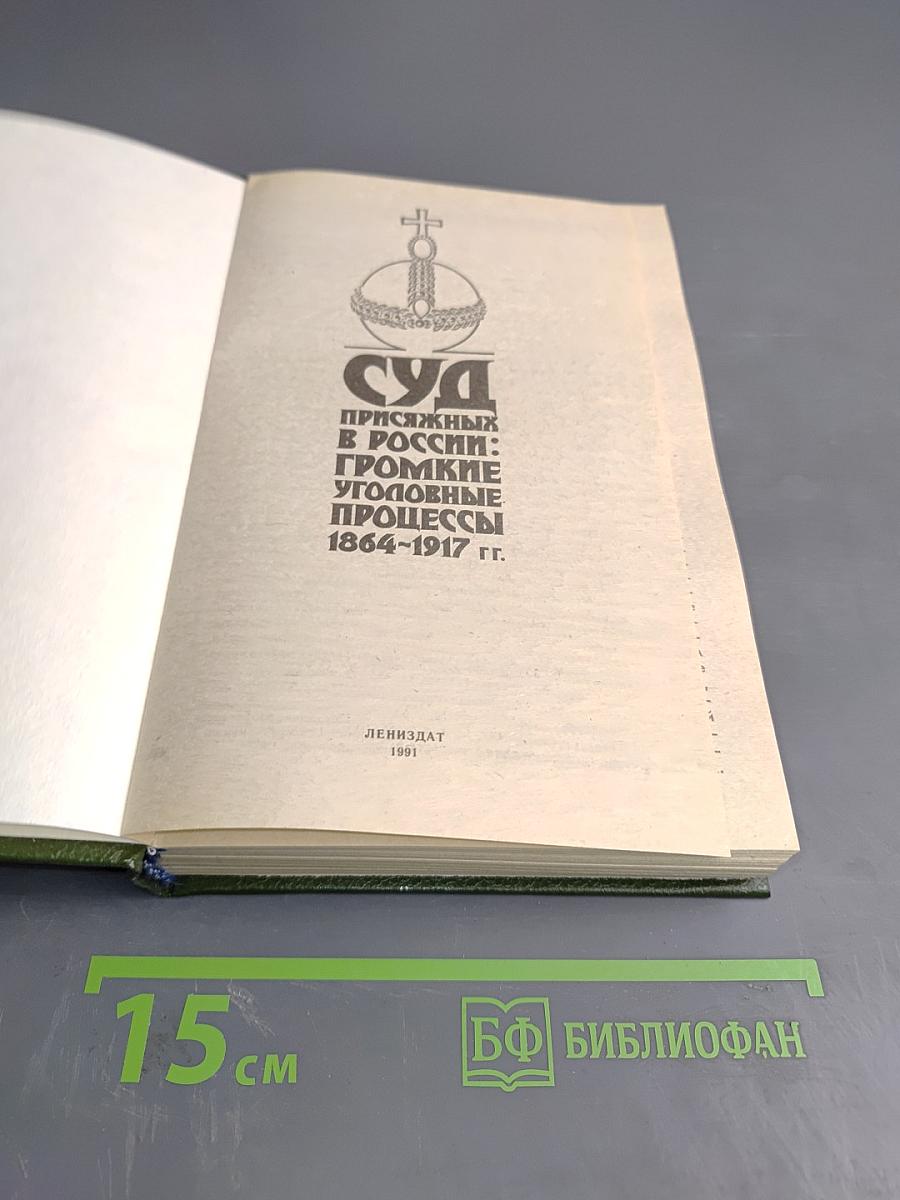 СУД
ПРИСЯЖНЫХ
В РОССИИ:
ГРОМКИЕ
УГОЛОВНЫЕ
ПРОЦЕССЫ
1864~1917 гг.
ЛЕНИЗДАТ
1991
15 см
БФ БИБЛИОФАН